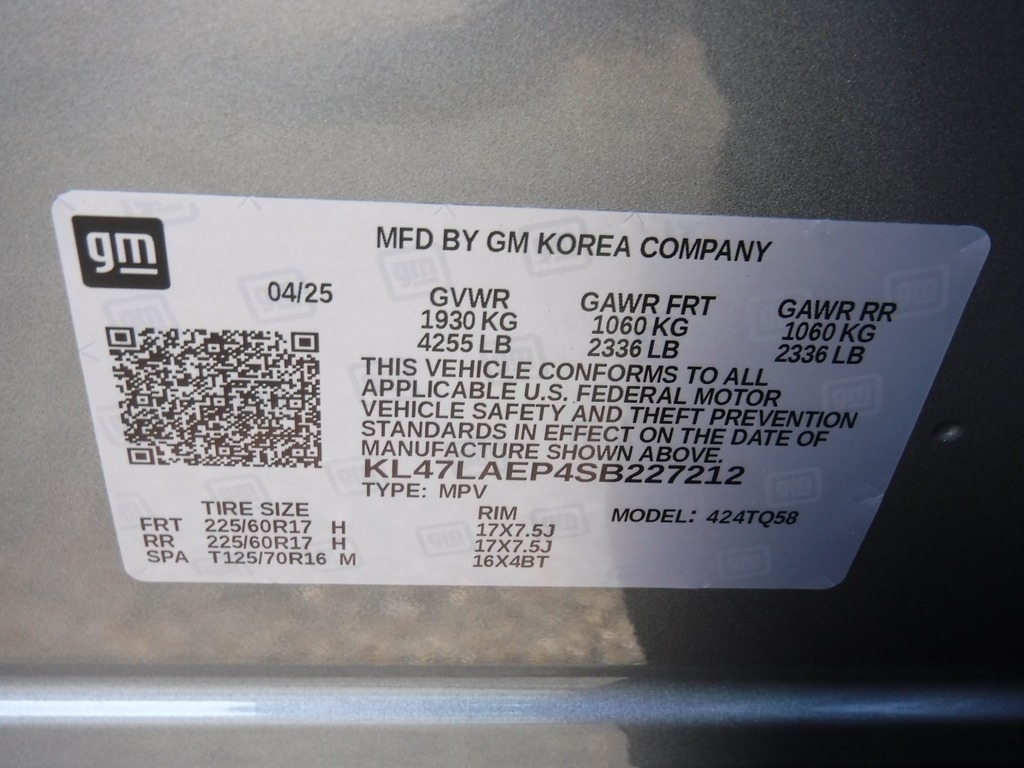 gm
MFD BY GM KOREA COMPANY
04/25
GVWR
1930 KG
4255 LB
GAWR FRT
1060 KG
2336 LB
GAWR RR
1060 KG
2336 LB
THIS VEHICLE CONFORMS TO ALL
APPLICABLE U.S. FEDERAL MOTOR
VEHICLE SAFETY AND THEFT PREVENTION
STANDARDS IN EFFECT ON THE DATE OF
MANUFACTURE SHOWN ABOVE.
KL47LAEP4SB227212
TYPE: MPV
TIRE SIZE RIM MODEL: 424TQ58
FRT 225/60R17 H 17X7.5J
RR 225/60R17 H 17X7.5J
SPA T125/70R16 M 16X4BT